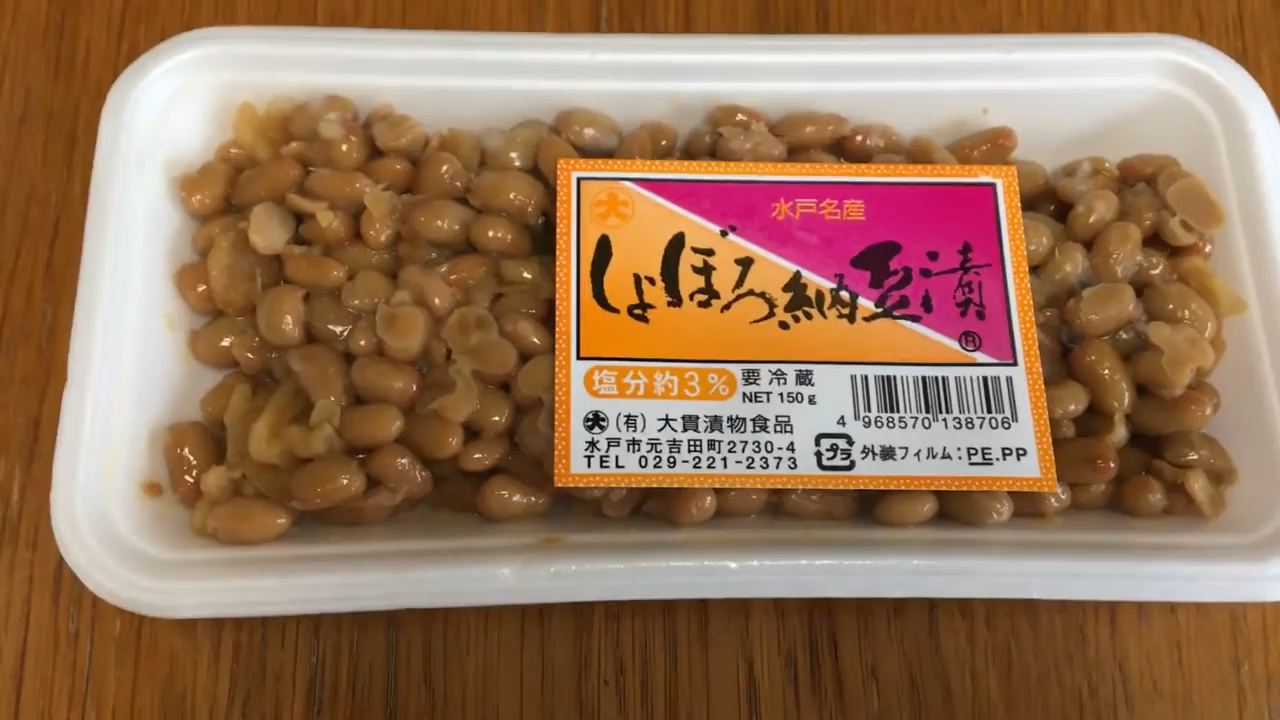 大
水戸名産
しょぼろ納豆漬
®
塩分約3% 要冷蔵
NET 150g
大 (有) 大貫漬物食品
水戸市元吉田町2730-4
TEL 029-221-2373
4 968570 138706
プラ 外装フィルム:PE.PP